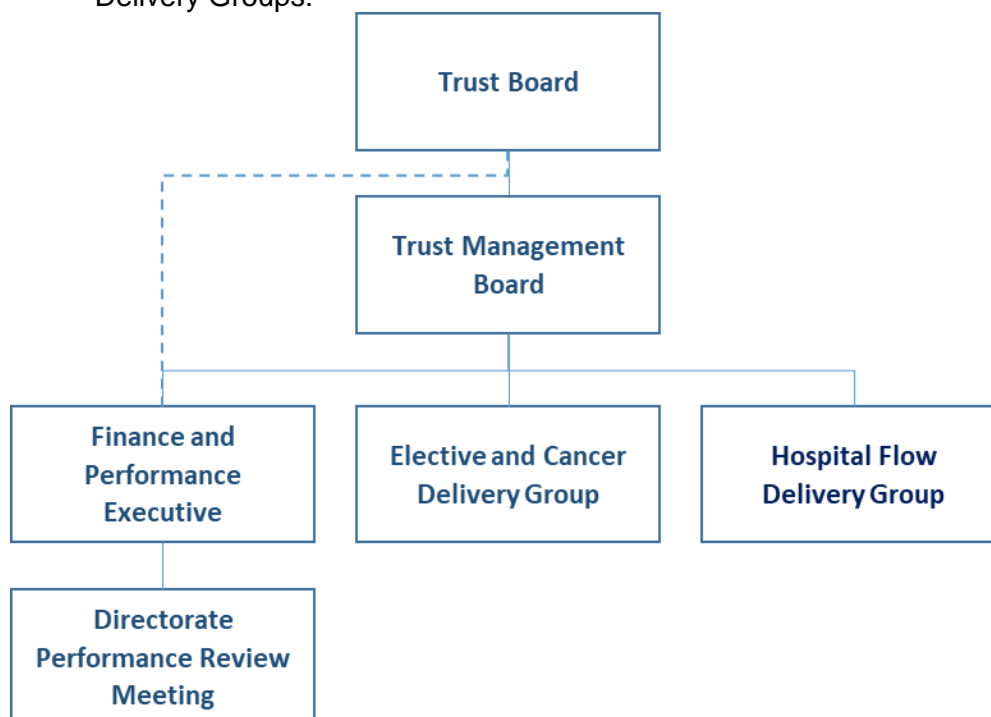 Delivery Groups.
Trust Board
Trust Management
Board
Finance and
Performance
Executive
Elective and Cancer
Delivery Group
Hospital Flow
Delivery Group
Directorate
Performance Review
Meeting